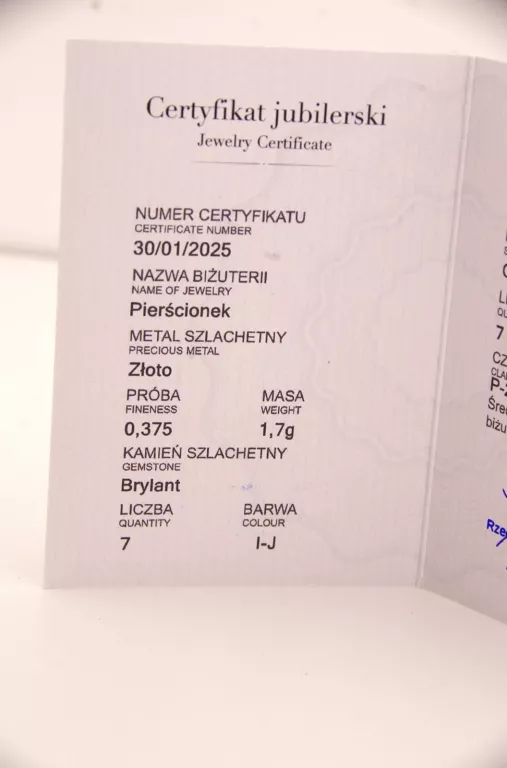 Certyfikat jubilerski
Jewelry Certificate
NUMER CERTYFIKATU
CERTIFICATE NUMBER
30/01/2025
NAZWA BIŻUTERII
NAME OF JEWELRY
Pierścionek
METAL SZLACHETNY
PRECIOUS METAL
Złoto
PRÓBA MASA
FINENESS WEIGHT
0,375 1,7g
KAMIEŃ SZLACHETNY
GEMSTONE
Brylant
LICZBA BARWA
QUANTITY COLOUR
7 I-J
7